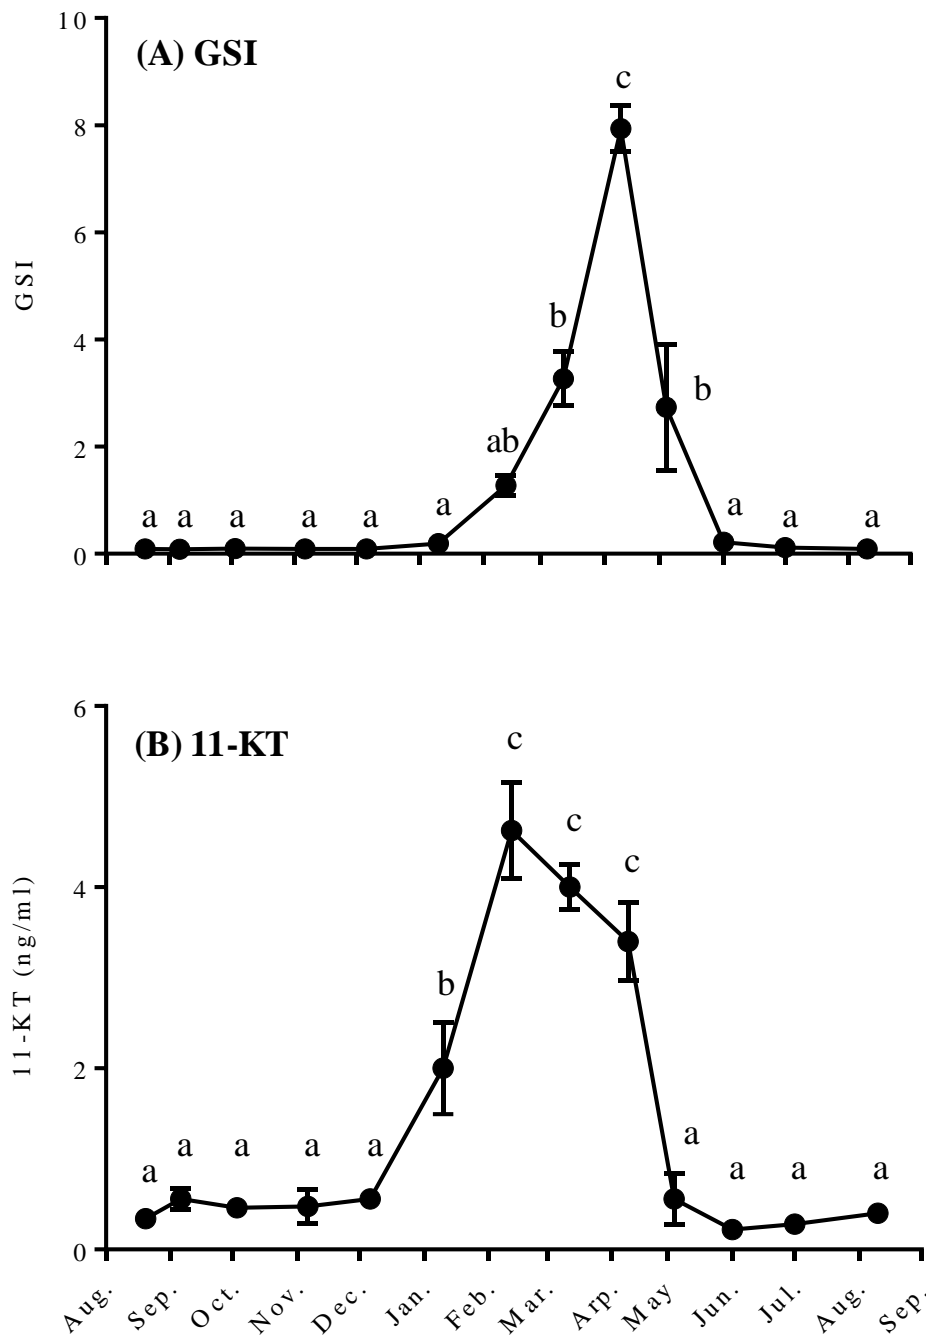 10
(A) GSI
c
8
6
GSI
b
4
b
ab
2
a a a a a a a a a
0
6
(B) 11-KT
c
c
c
4
11-KT (ng/ml)
b
2
a a a a a a a a a
0
Aug. Sep. Oct. Nov. Dec. Jan. Feb. Mar. Arp. May Jun. Jul. Aug. Sep.